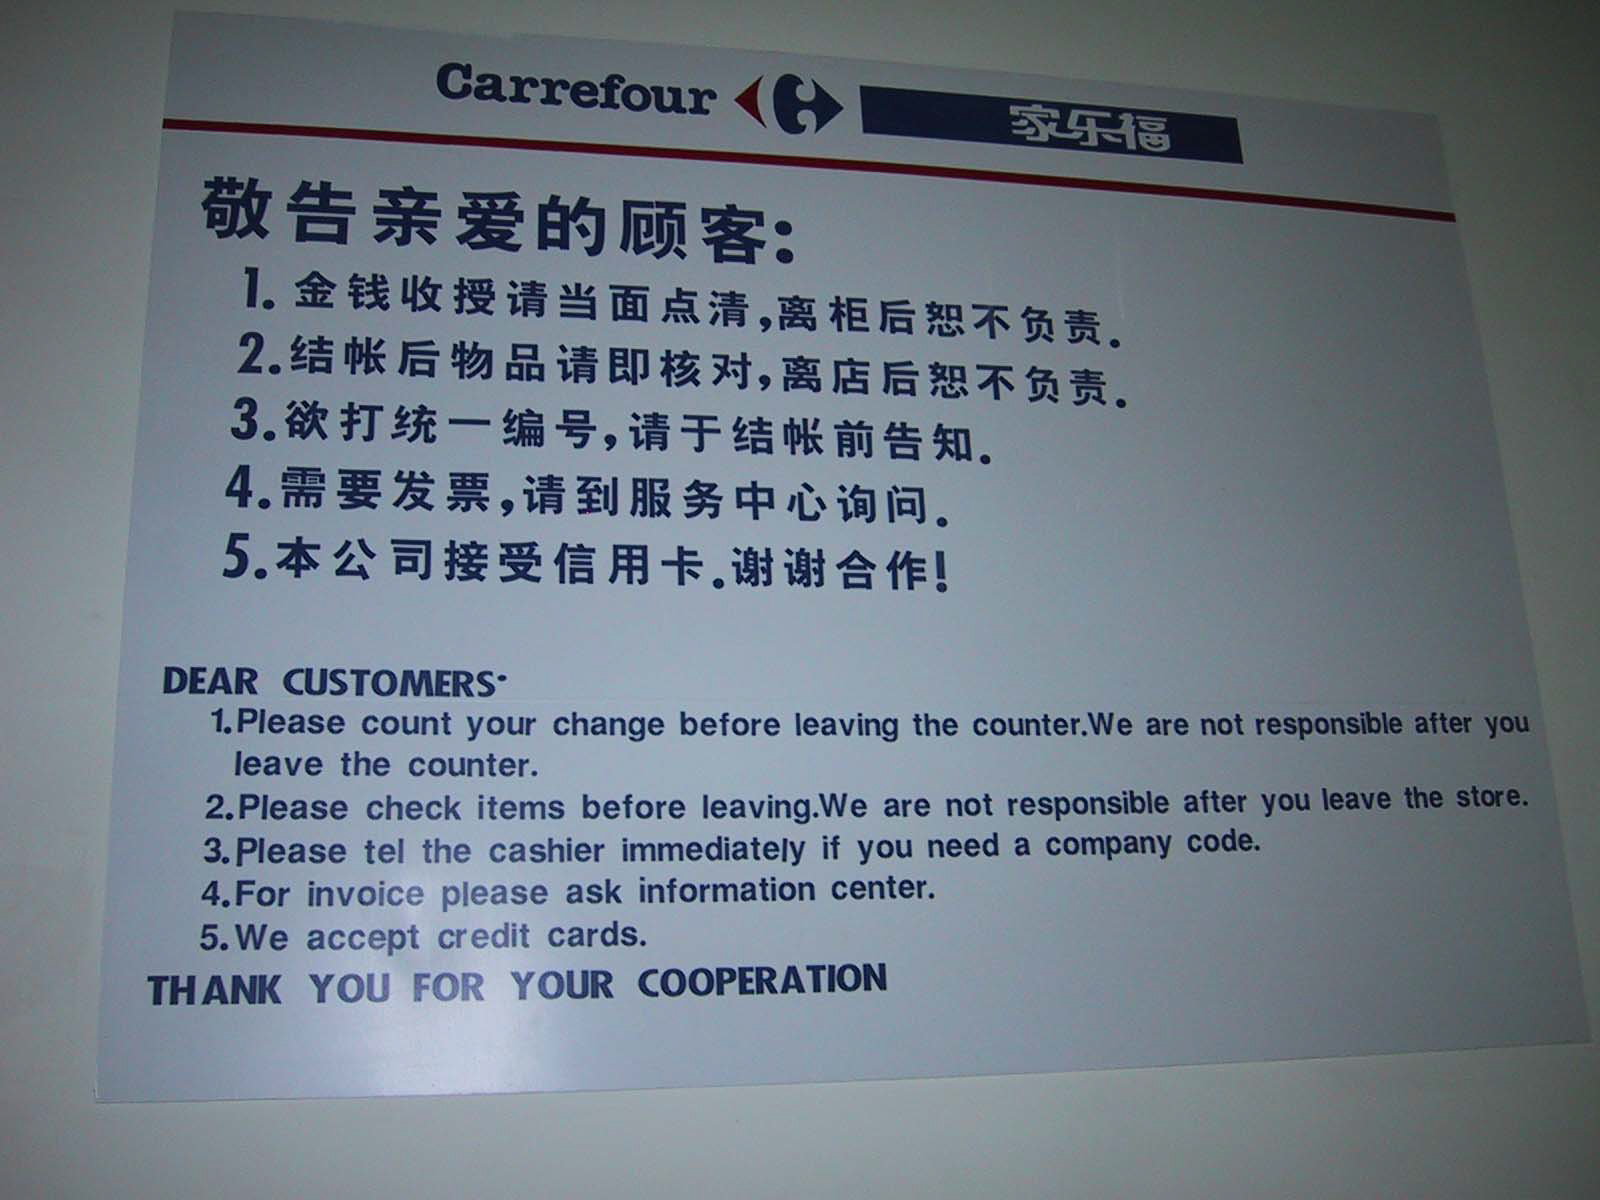 Carrefour 家乐福
敬告亲爱的顾客:
1.金钱收授请当面点清,离柜后恕不负责.
2.结帐后物品请即核对,离店后恕不负责.
3.欲打统一编号,请于结帐前告知.
4.需要发票,请到服务中心询问.
5.本公司接受信用卡.谢谢合作!
DEAR CUSTOMERS·
1.Please count your change before leaving the counter.We are not responsible after you
leave the counter.
2.Please check items before leaving.We are not responsible after you leave the store.
3.Please tel the cashier immediately if you need a company code.
4.For invoice please ask information center.
5.We accept credit cards.
THANK YOU FOR YOUR COOPERATION